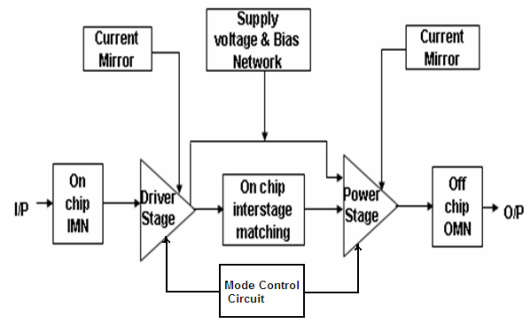 Current
Mirror
Supply
voltage & Bias
Network
Current
Mirror
I/P
On
chip
IMN
Driver
Stage
On chip
interstage
matching
Power
Stage
Off
chip
OMN
O/P
Mode Control
Circuit